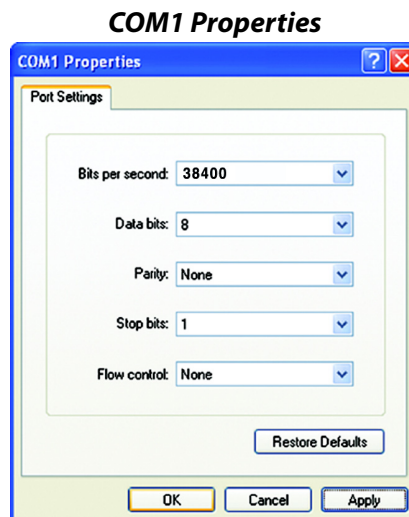 COM1 Properties
COM1 Properties
Port Settings
Bits per second: 38400
Data bits: 8
Parity: None
Stop bits: 1
Flow control: None
Restore Defaults
OK Cancel Apply